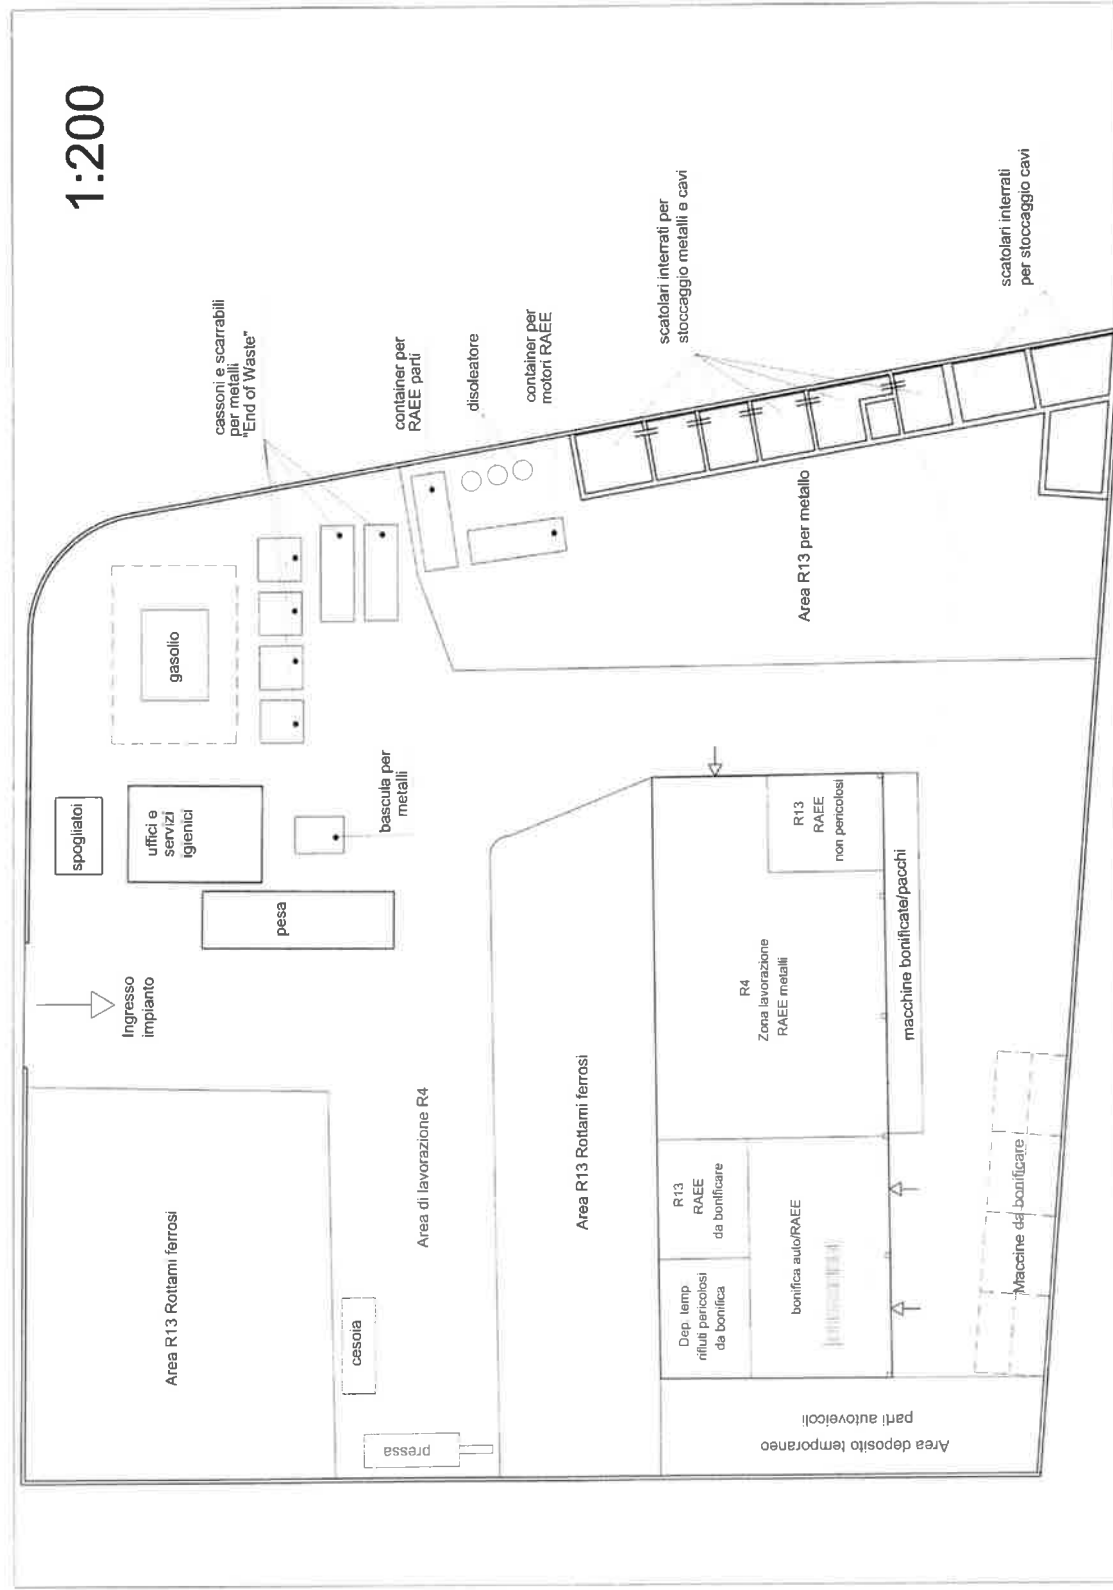 1:200
cassoni e scarrabili
per metalli
"End of Waste"
container per
RAEE parti
disoleatore
container per
motori RAEE
scatolari interrati per
stoccaggio metalli e cavi
scatolari interrati
per stoccaggio cavi
gasolio
spogliatoi
uffici e
servizi
igienici
bascula per
metalli
pesa
Ingresso
impianto
Area R13 per metallo
R13
RAEE
non pericolosi
R4
Zona lavorazione
RAEE metalli
macchine bonificate/pacchi
Area R13 Rottami ferrosi
Area di lavorazione R4
Area R13 Rottami ferrosi
cesoia
pressa
R13
RAEE
da bonificare
Dep. temp
rifiuti pericolosi
da bonifica
bonifica auto/RAEE
Maccine da bonificare
Area deposito temporaneo
parti autoveicoli